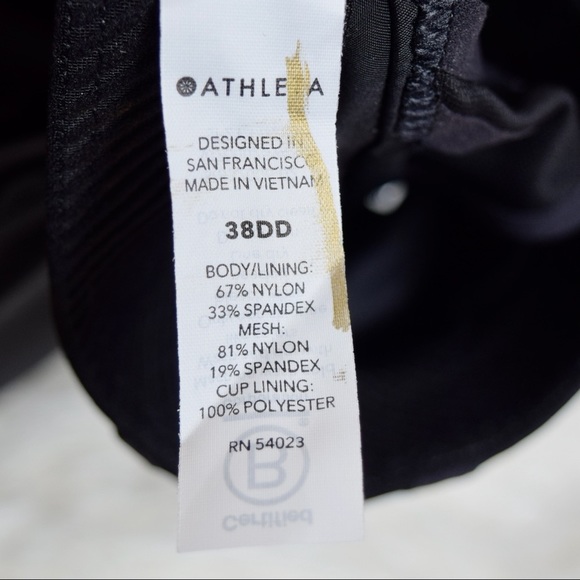 ATHLETA
DESIGNED IN
SAN FRANCISCO
MADE IN VIETNAM
38DD
BODY/LINING:
67% NYLON
33% SPANDEX
MESH:
81% NYLON
19% SPANDEX
CUP LINING:
100% POLYESTER
RN 54023
B
Certified